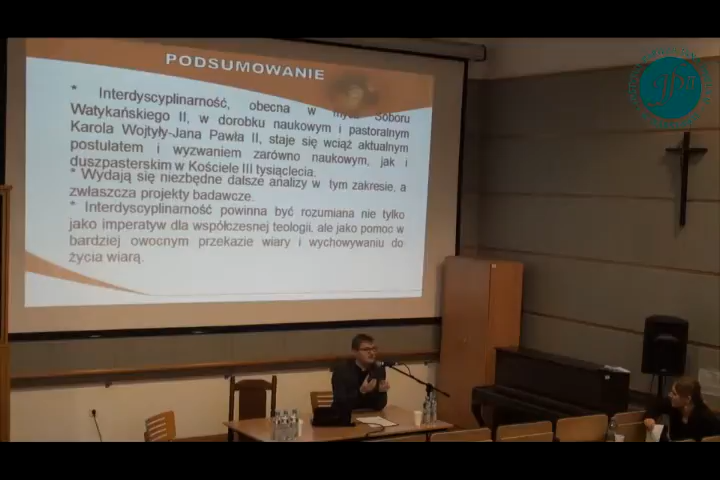 PODSUMOWANIE
* Interdyscyplinarność, obecna w myśli Soboru
Watykańskiego II, w dorobku naukowym i pastoralnym
Karola Wojtyły-Jana Pawła II, staje się wciąż aktualnym
postulatem i wyzwaniem zarówno naukowym, jak i
duszpasterskim w Kościele III tysiąclecia.
* Wydają się niezbędne dalsze analizy w tym zakresie, a
zwłaszcza projekty badawcze.
* Interdyscyplinarność powinna być rozumiana nie tylko
jako imperatyw dla współczesnej teologii, ale jako pomoc w
bardziej owocnym przekazie wiary i wychowywaniu do
życia wiarą.